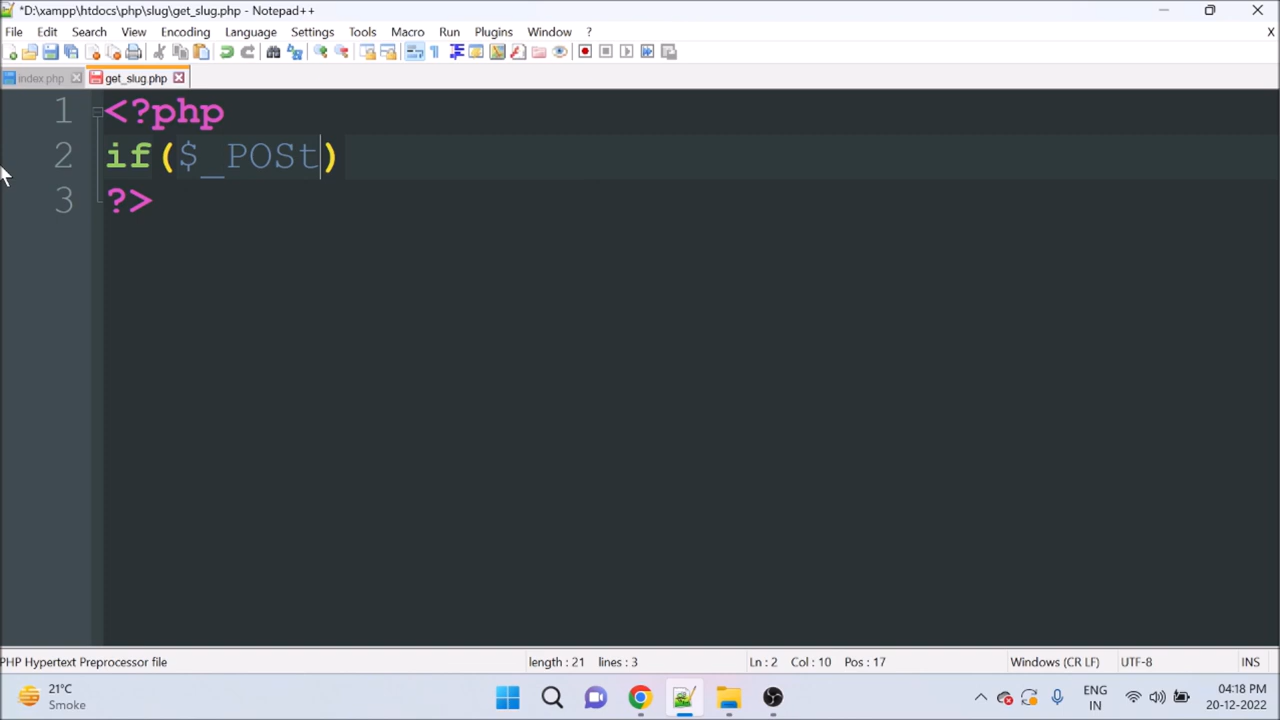 *D:\xampp\htdocs\php\slug\get_slug.php - Notepad++
File Edit Search View Encoding Language Settings Tools Macro Run Plugins Window ? X
index.php get_slug.php
1 <?php
2 if($_POSt)
3 ?>
PHP Hypertext Preprocessor file length : 21 lines : 3 Ln : 2 Col : 10 Pos : 17 Windows (CR LF) UTF-8 INS
21°C
Smoke
ENG
IN
04:18 PM
20-12-2022